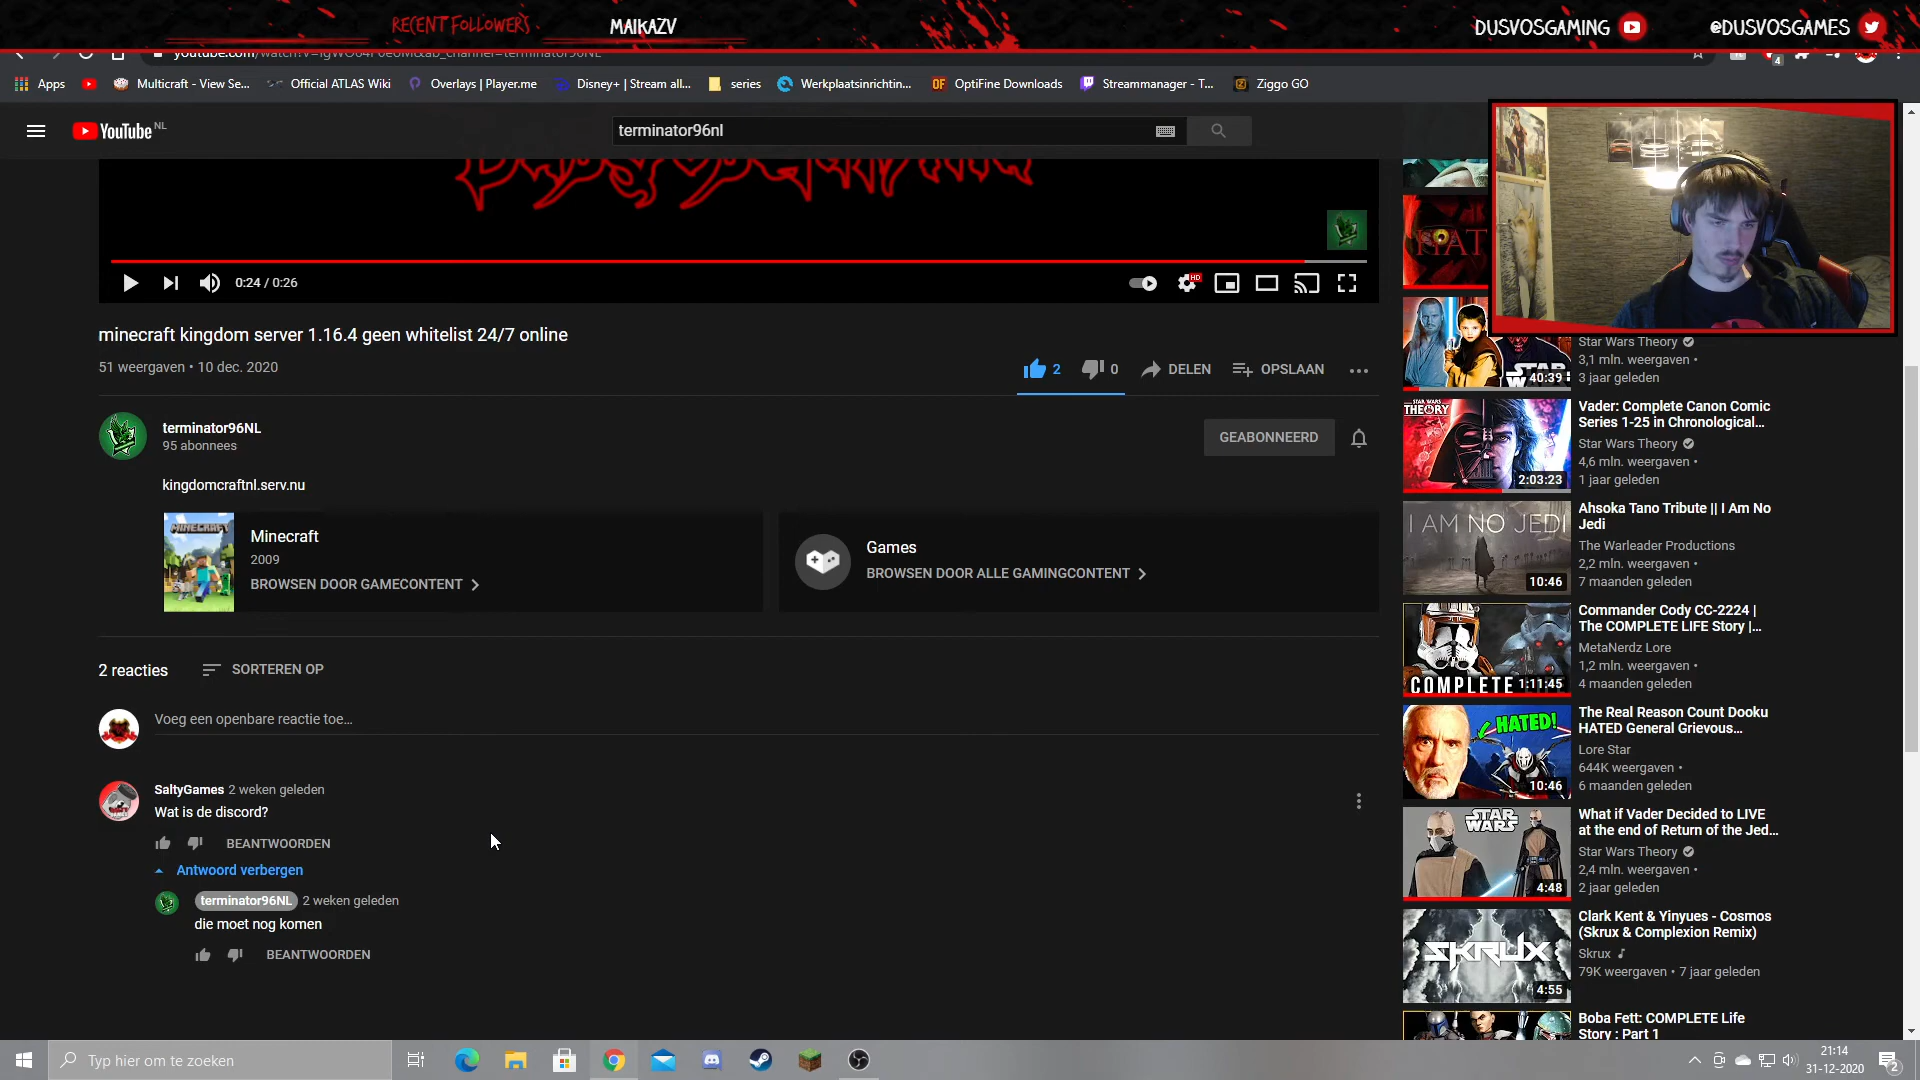 RECENT FOLLOWERS
MAIKAZV
DUSVOSGAMING
@DUSVOSGAMES
4
Apps
Multicraft - View Se...
Official ATLAS Wiki
Overlays | Player.me
Disney+ | Stream all...
series
Werkplaatsinrichtin...
OF
OptiFine Downloads
Streammanager - T...
Ziggo GO
YouTube NL
terminator96nl
0:24 / 0:26
HD
minecraft kingdom server 1.16.4 geen whitelist 24/7 online
51 weergaven • 10 dec. 2020
2
0
DELEN
OPSLAAN
terminator96NL
95 abonnees
GEABONNEERD
kingdomcraftnl.serv.nu
MINECRAFT
Minecraft
2009
BROWSEN DOOR GAMECONTENT
Games
BROWSEN DOOR ALLE GAMINGCONTENT
2 reacties
SORTEREN OP
Voeg een openbare reactie toe...
SaltyGames 2 weken geleden
Wat is de discord?
BEANTWOORDEN
Antwoord verbergen
terminator96NL 2 weken geleden
die moet nog komen
BEANTWOORDEN
40:39
Star Wars Theory
3,1 mln. weergaven •
3 jaar geleden
STAR WARS
THEORY
2:03:23
Vader: Complete Canon Comic
Series 1-25 in Chronological...
Star Wars Theory
4,6 mln. weergaven •
1 jaar geleden
I AM NO JEDI
10:46
Ahsoka Tano Tribute || I Am No
Jedi
The Warleader Productions
2,2 mln. weergaven •
7 maanden geleden
COMPLETE
1:11:45
Commander Cody CC-2224 |
The COMPLETE LIFE Story |...
MetaNerdz Lore
1,2 mln. weergaven •
4 maanden geleden
HATED!
10:46
The Real Reason Count Dooku
HATED General Grievous...
Lore Star
644K weergaven •
6 maanden geleden
STAR WARS
4:48
What if Vader Decided to LIVE
at the end of Return of the Jed...
Star Wars Theory
2,4 mln. weergaven •
2 jaar geleden
SKRUX
4:55
Clark Kent & Yinyues - Cosmos
(Skrux & Complexion Remix)
Skrux
79K weergaven • 7 jaar geleden
Boba Fett: COMPLETE Life
Story : Part 1
Typ hier om te zoeken
21:14
31-12-2020
2